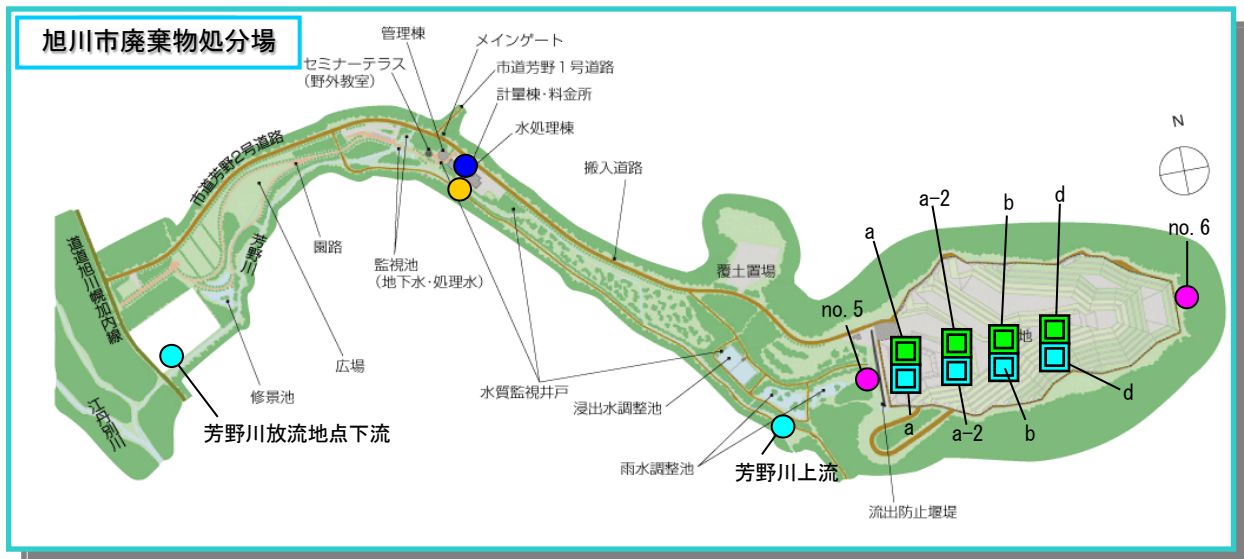 旭川市廃棄物処分場
管理棟
メインゲート
セミナーテラス
(野外教室)
市道芳野１号道路
計量棟・料金所
水処理棟
搬入道路
N
市道芳野2号道路
芳野川
園路
監視池
(地下水・処理水)
覆土置場
a
a-2
b
d
no. 6
no. 5
地
道道旭川幌加内線
広場
修景池
水質監視井戸
浸出水調整池
a
a-2
b
d
芳野川放流地点下流
江丹別川
雨水調整池
芳野川上流
流出防止堰堤